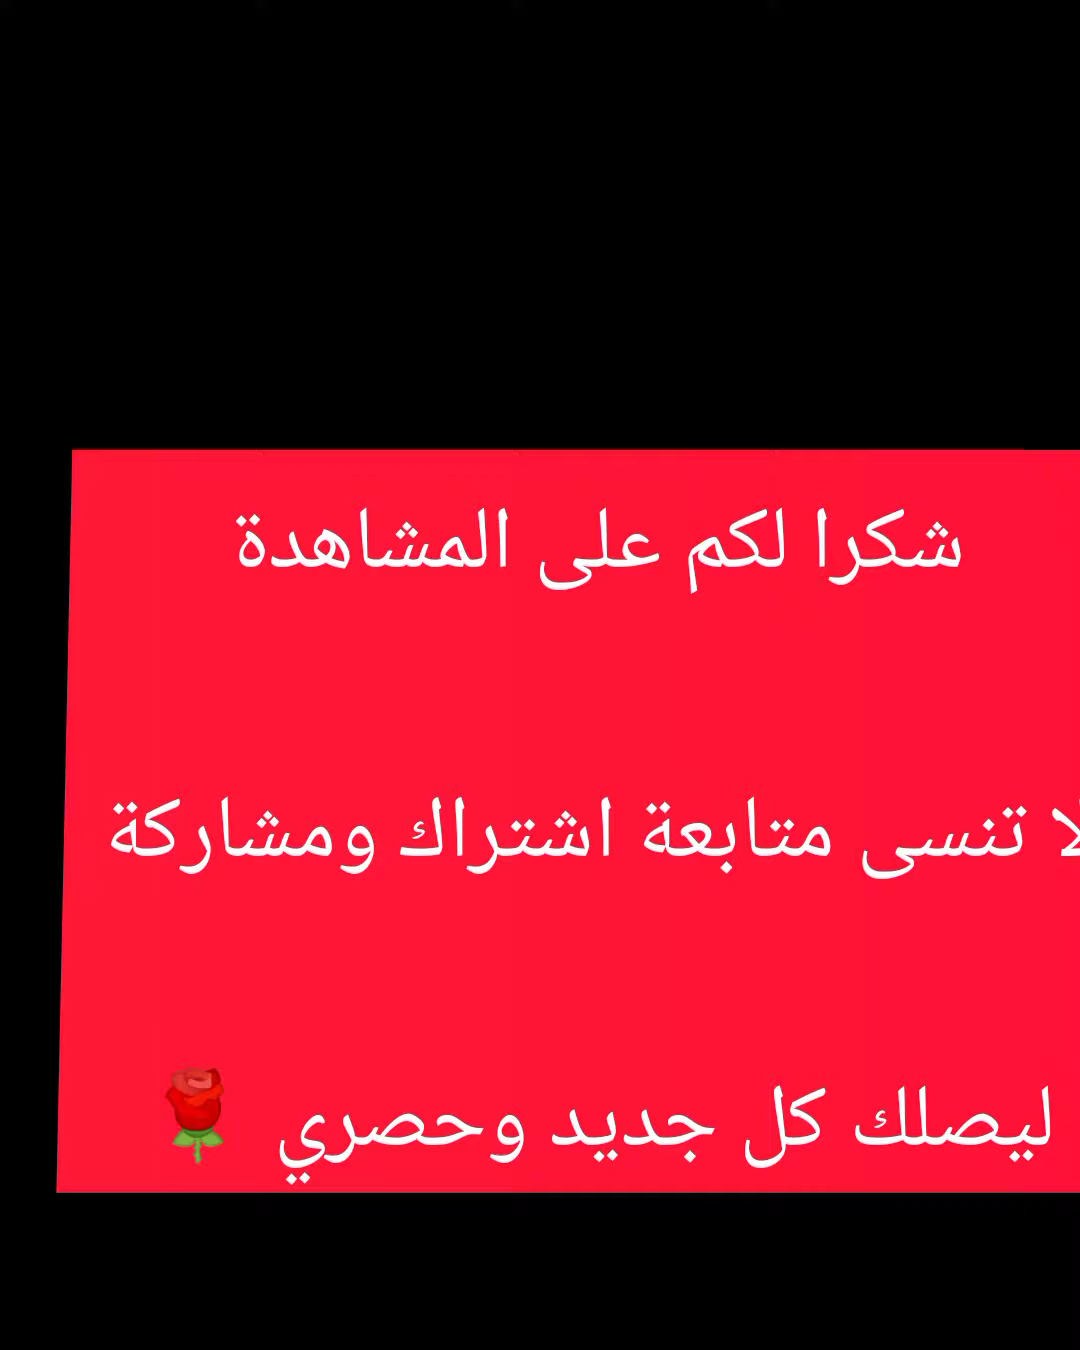 شكرا لكم على المشاهدة
لا تنسى متابعة اشتراك ومشاركة
ليصلك كل جديد وحصري 🌹